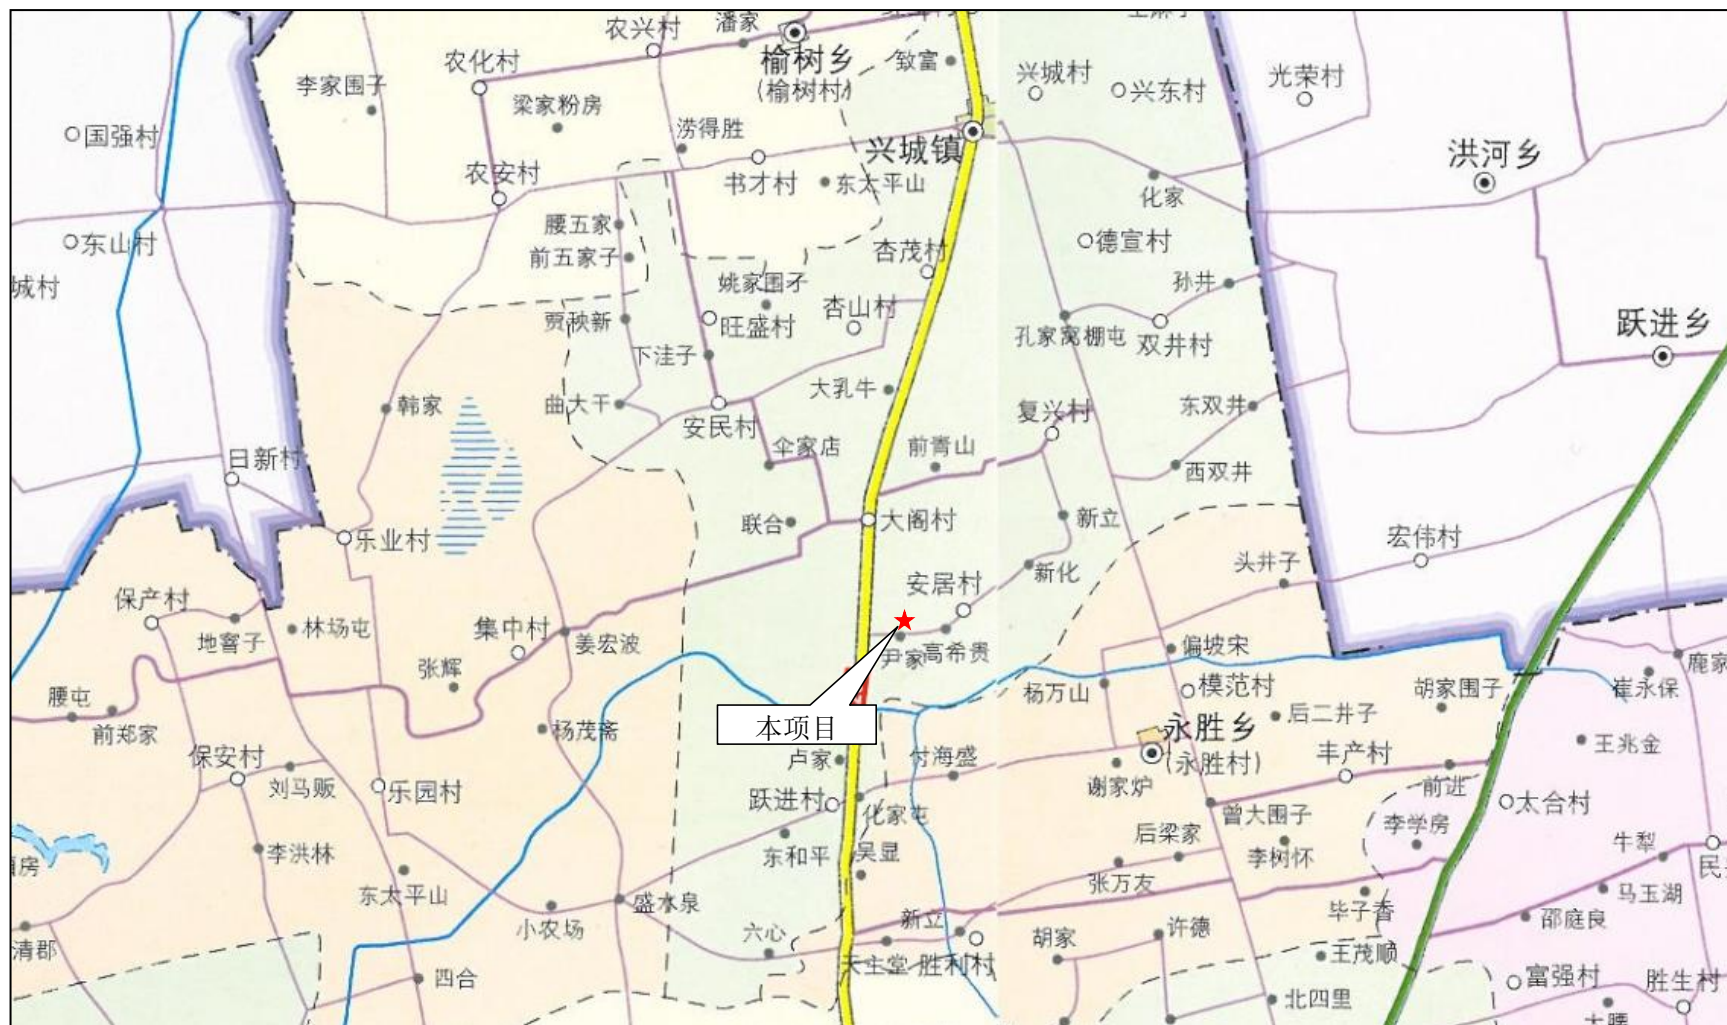 农兴村
潘家
榆树乡
(榆树村)
致富
农化村
李家围子
梁家粉房
兴城村
兴东村
光荣村
国强村
涝得胜
兴城镇
洪河乡
农安村
书才村
东太平山
化家
东山村
腰五家
前五家子
杏茂村
德宣村
城村
姚家围子
孙井
贾秧新
旺盛村
杏山村
孔家窝棚屯
双井村
跃进乡
下洼子
韩家
曲大干
安民村
大乳牛
复兴村
东双井
日新村
伞家店
前青山
西双井
联合
大阁村
新立
乐业村
宏伟村
保产村
安居村
新化
头井子
地窨子
林场屯
集中村
姜宏波
尹家
高希贵
偏坡宋
鹿家
张辉
腰屯
杨万山
模范村
胡家围子
崔永保
前郑家
杨茂斋
本项目
永胜乡
(永胜村)
后二井子
王兆金
保安村
卢家
付海盛
丰产村
刘马贩
乐园村
跃进村
化家屯
谢家炉
前进
太合村
曾大围子
李学房
后梁家
李洪林
东和平
吴显
李树怀
牛犁
房
东太平山
张万友
马玉湖
盛水泉
毕子香
邵庭良
小农场
六心
新立
胡家
许德
清郡
四合
天主堂
胜利村
王茂顺
富强村
胜生村
北四里